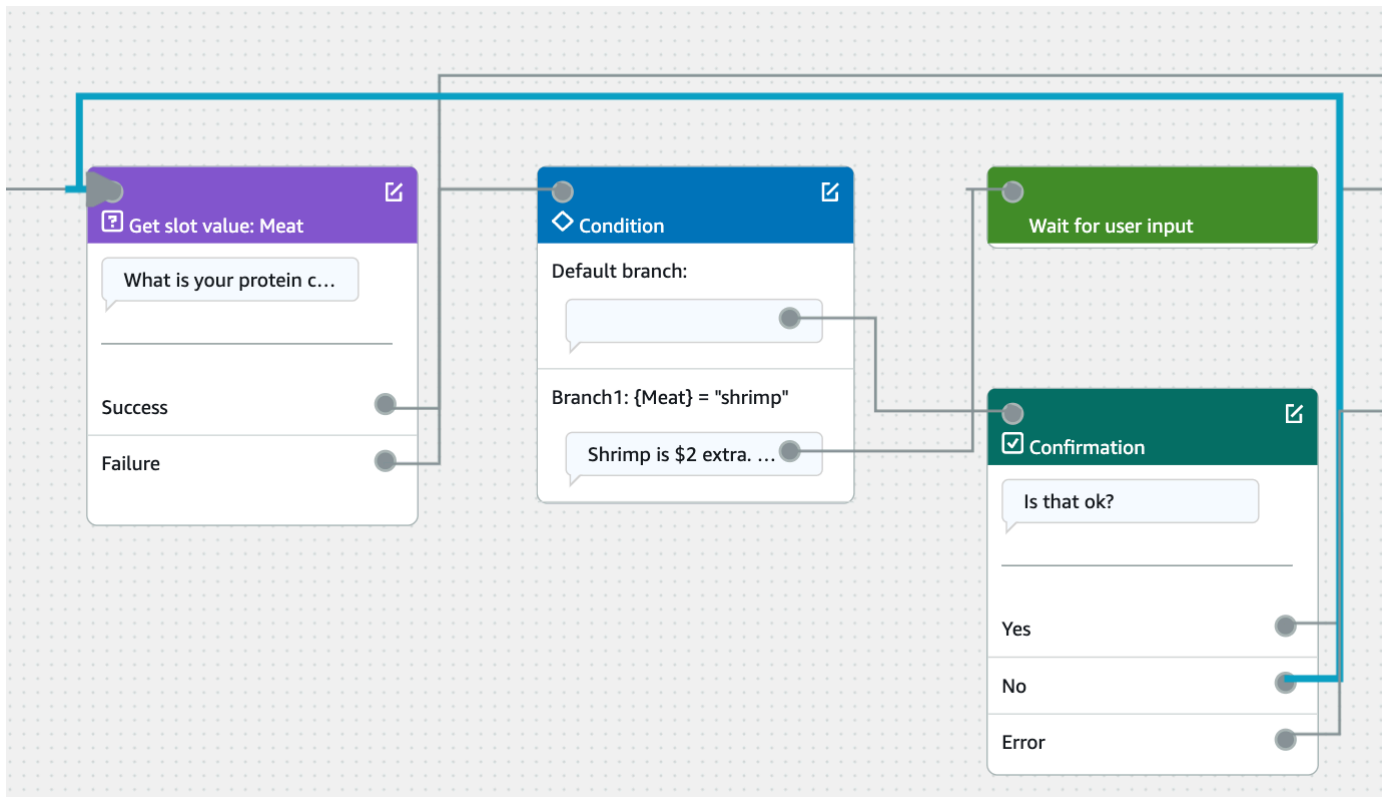 Get slot value: Meat
What is your protein c...
Success
Failure
Condition
Default branch:
Branch1: {Meat} = "shrimp"
Shrimp is $2 extra. ...
Wait for user input
Confirmation
Is that ok?
Yes
No
Error